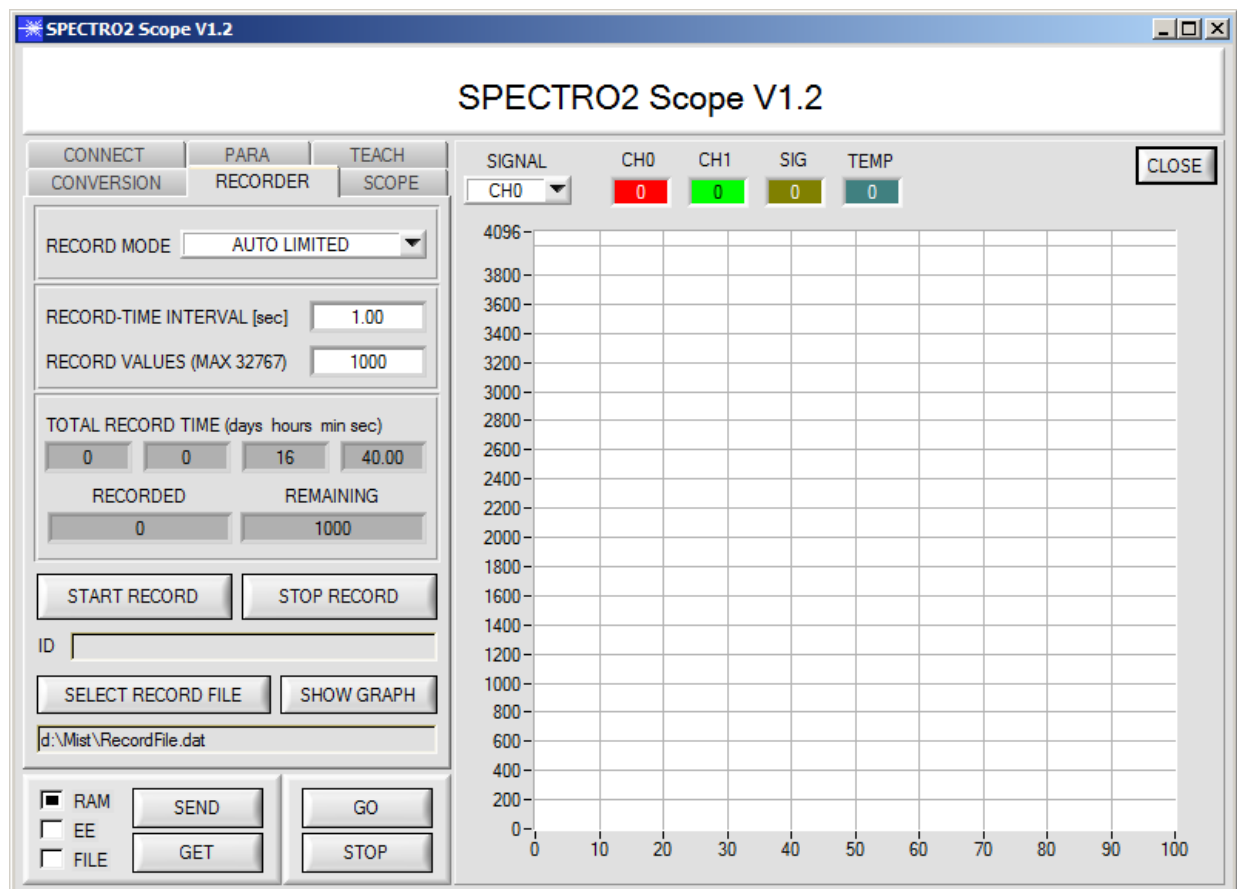 SPECTRO2 Scope V1.2
SPECTRO2 Scope V1.2
CONNECT PARA TEACH
CONVERSION RECORDER SCOPE
RECORD MODE AUTO LIMITED
RECORD-TIME INTERVAL [sec] 1.00
RECORD VALUES (MAX 32767) 1000
TOTAL RECORD TIME (days hours min sec)
0 0 16 40.00
RECORDED REMAINING
0 1000
START RECORD STOP RECORD
ID
SELECT RECORD FILE SHOW GRAPH
d:\Mist\RecordFile.dat
RAM
EE
FILE
SEND
GET
GO
STOP
SIGNAL CH0 CH1 SIG TEMP
CH0 0 0 0 0
CLOSE
4096
3800
3600
3400
3200
3000
2800
2600
2400
2200
2000
1800
1600
1400
1200
1000
800
600
400
200
0
0 10 20 30 40 50 60 70 80 90 100